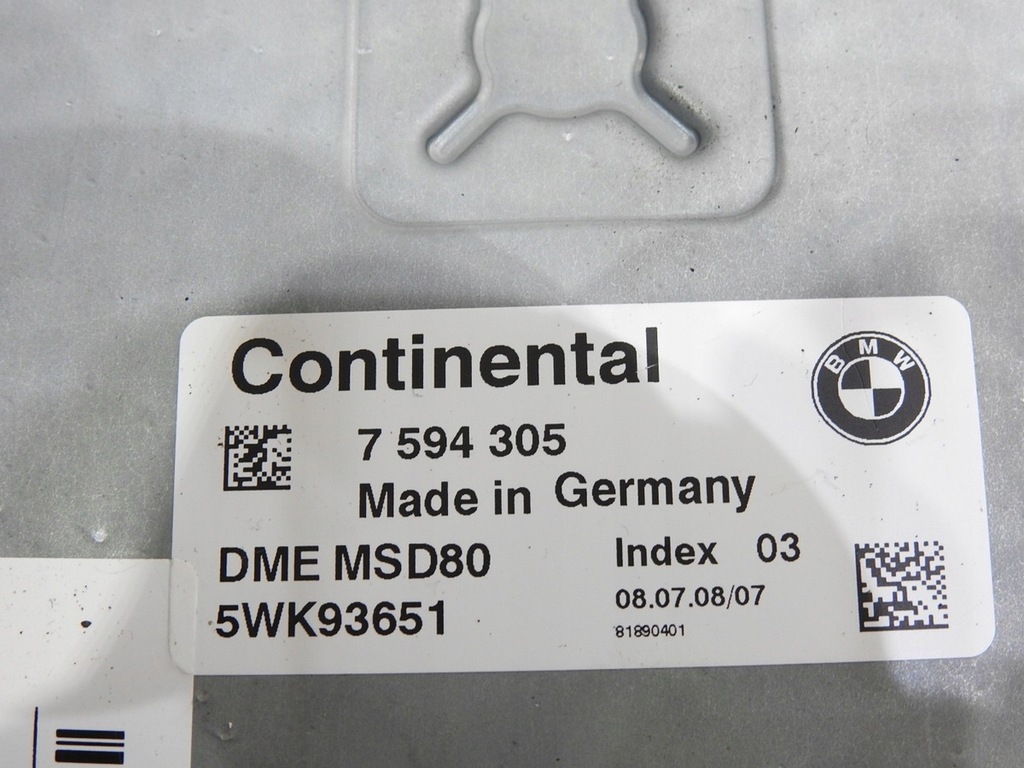 Continental
BMW
7 594 305
Made in Germany
DME MSD80
Index 03
5WK93651
08.07.08/07
81890401